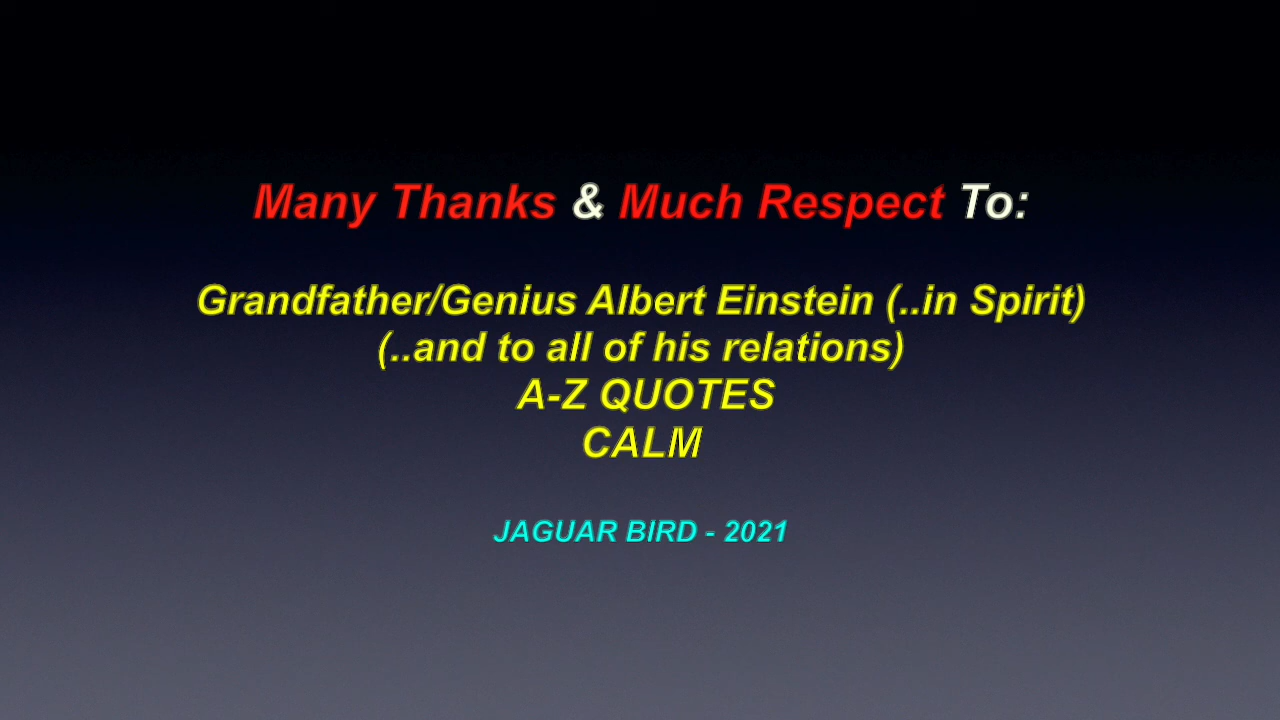 Many Thanks & Much Respect To:
Grandfather/Genius Albert Einstein (..in Spirit)
(..and to all of his relations)
A-Z QUOTES
CALM
JAGUAR BIRD - 2021